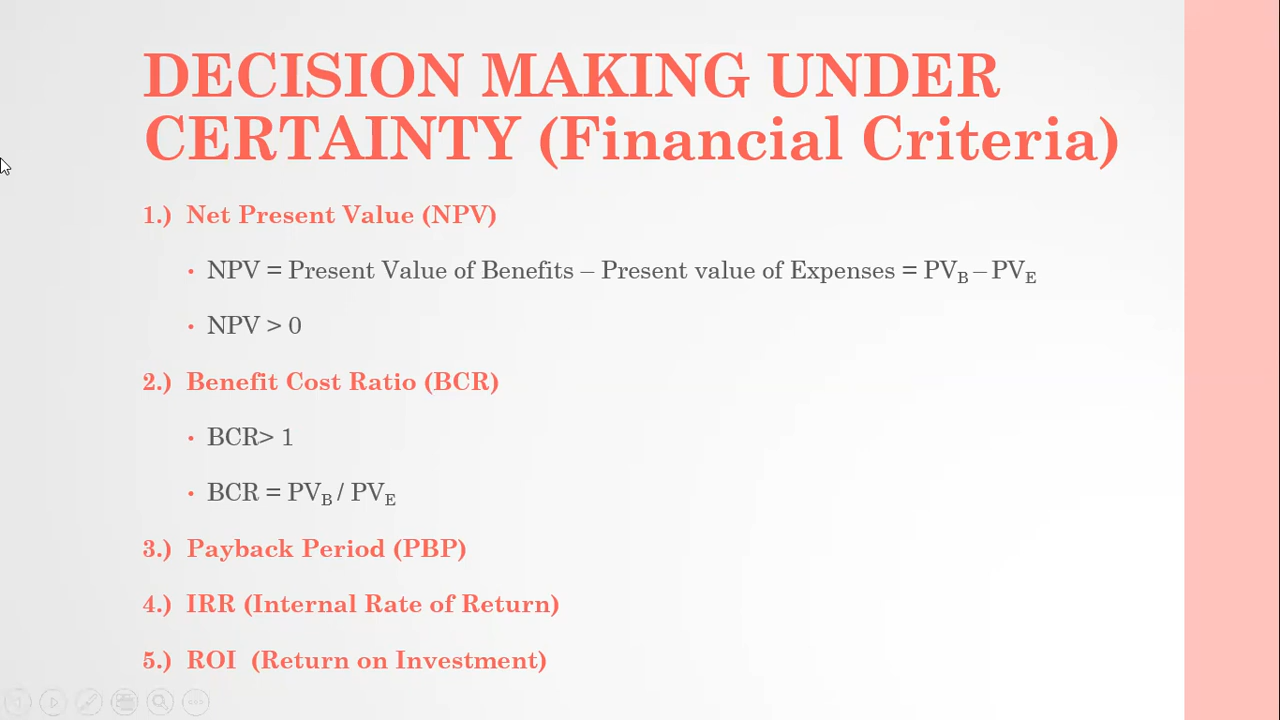 DECISION MAKING UNDER
CERTAINTY (Financial Criteria)
1.) Net Present Value (NPV)
• NPV = Present Value of Benefits – Present value of Expenses = PVB – PVE
• NPV > 0
2.) Benefit Cost Ratio (BCR)
• BCR> 1
• BCR = PVB / PVE
3.) Payback Period (PBP)
4.) IRR (Internal Rate of Return)
5.) ROI (Return on Investment)